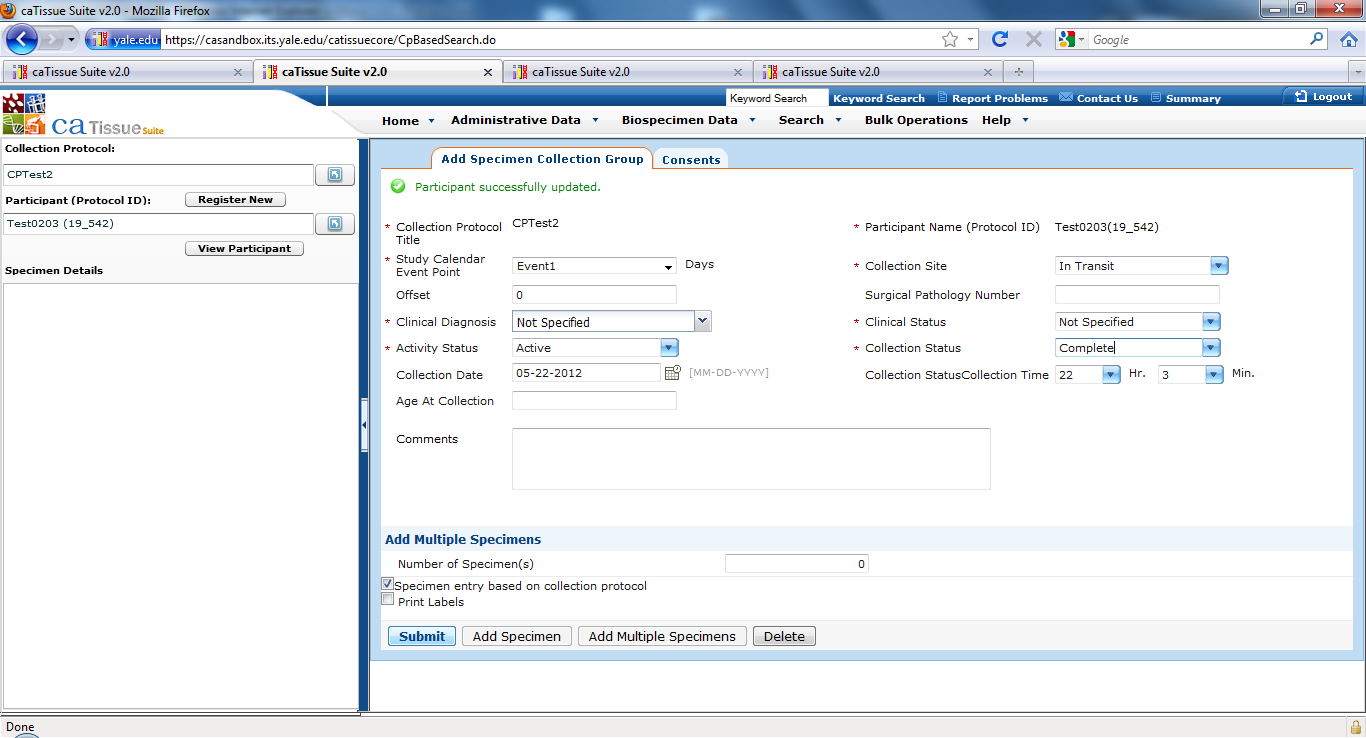 caTissue Suite v2.0 - Mozilla Firefox
yale.edu https://casandbox.its.yale.edu/catissuecore/CpBasedSearch.do Google
caTissue Suite v2.0 caTissue Suite v2.0 caTissue Suite v2.0 caTissue Suite v2.0
Keyword Search Keyword Search Report Problems Contact Us Summary Logout
ca Tissue Suite
Home Administrative Data Biospecimen Data Search Bulk Operations Help
Collection Protocol:
CPTest2
Participant (Protocol ID): Register New
Test0203 (19_542)
View Participant
Specimen Details
Add Specimen Collection Group Consents
Participant successfully updated.
* Collection Protocol Title CPTest2 * Participant Name (Protocol ID) Test0203(19_542)
* Study Calendar Event Point Event1 Days * Collection Site In Transit
Offset 0 Surgical Pathology Number
* Clinical Diagnosis Not Specified * Clinical Status Not Specified
* Activity Status Active * Collection Status Complete
Collection Date 05-22-2012 [MM-DD-YYYY] Collection StatusCollection Time 22 Hr. 3 Min.
Age At Collection
Comments
Add Multiple Specimens
Number of Specimen(s) 0
Specimen entry based on collection protocol
Print Labels
Submit Add Specimen Add Multiple Specimens Delete
Done